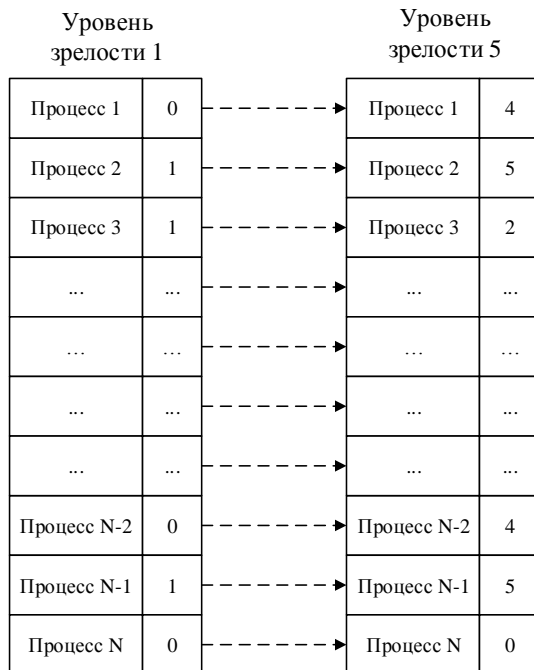 Уровень
зрелости 1
Уровень
зрелости 5
Процесс 1 0 Процесс 1 4
Процесс 2 1 Процесс 2 5
Процесс 3 1 Процесс 3 2
... ... ... ...
... ... ... ...
... ... ... ...
... ... ... ...
Процесс N-2 0 Процесс N-2 4
Процесс N-1 1 Процесс N-1 5
Процесс N 0 Процесс N 0